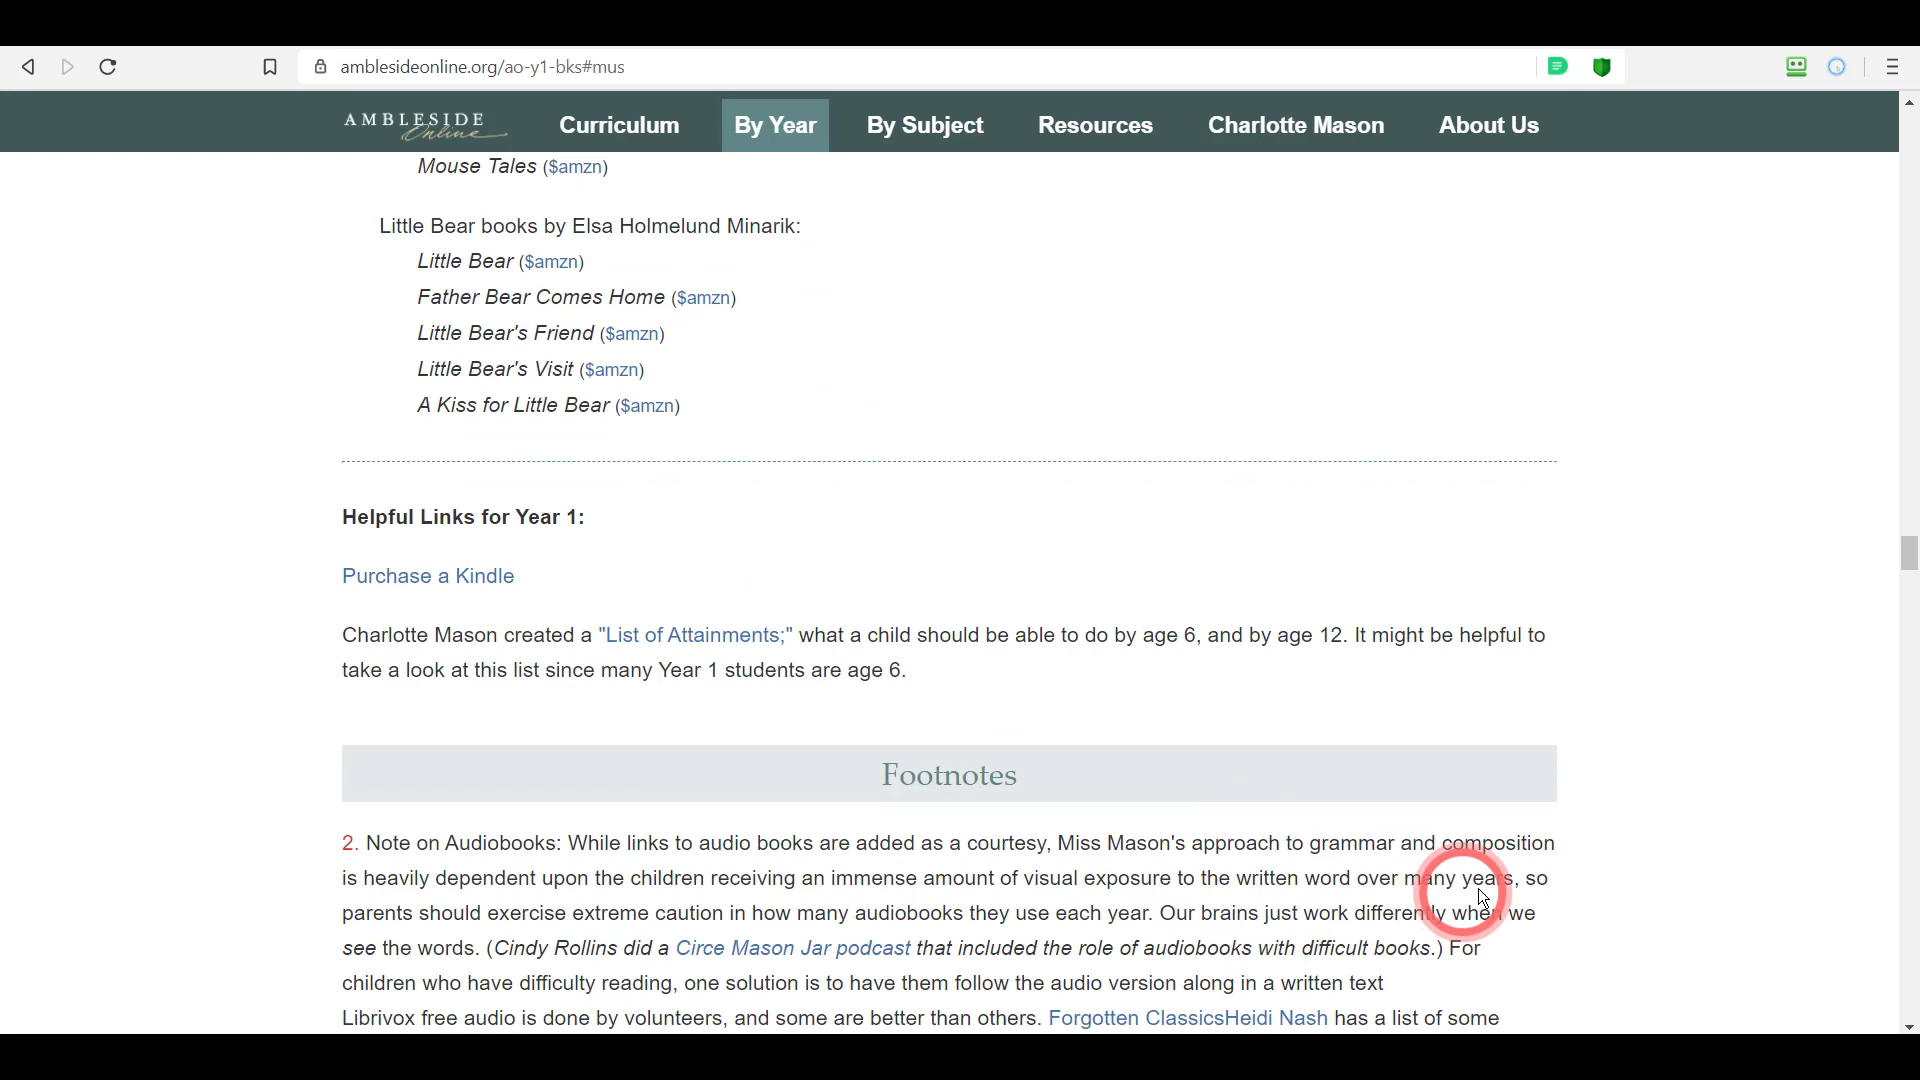 amblesideonline.org/ao-y1-bks#mus
AMBLESIDE
Online
Curriculum
By Year
By Subject
Resources
Charlotte Mason
About Us
Mouse Tales ($amzn)
Little Bear books by Elsa Holmelund Minarik:
Little Bear ($amzn)
Father Bear Comes Home ($amzn)
Little Bear's Friend ($amzn)
Little Bear's Visit ($amzn)
A Kiss for Little Bear ($amzn)
Helpful Links for Year 1:
Purchase a Kindle
Charlotte Mason created a "List of Attainments;" what a child should be able to do by age 6, and by age 12. It might be helpful to
take a look at this list since many Year 1 students are age 6.
Footnotes
2. Note on Audiobooks: While links to audio books are added as a courtesy, Miss Mason's approach to grammar and composition
is heavily dependent upon the children receiving an immense amount of visual exposure to the written word over many years, so
parents should exercise extreme caution in how many audiobooks they use each year. Our brains just work differently when we
see the words. (Cindy Rollins did a Circe Mason Jar podcast that included the role of audiobooks with difficult books.) For
children who have difficulty reading, one solution is to have them follow the audio version along in a written text
Librivox free audio is done by volunteers, and some are better than others. Forgotten ClassicsHeidi Nash has a list of some